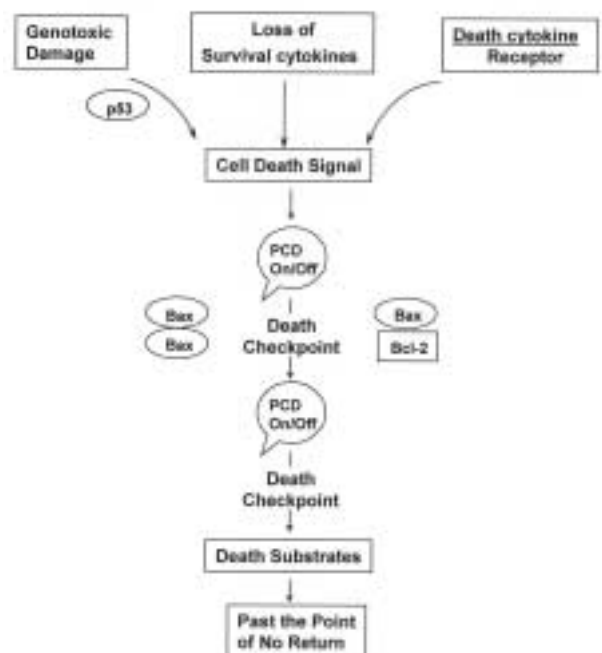 Genotoxic
Damage
Loss of
Survival cytokines
Death cytokine
Receptor
p53
Cell Death Signal
PCD
On/Off
Bax
Bax
Death
Checkpoint
Bax
Bcl-2
PCD
On/Off
Death
Checkpoint
Death Substrates
Past the Point
of No Return